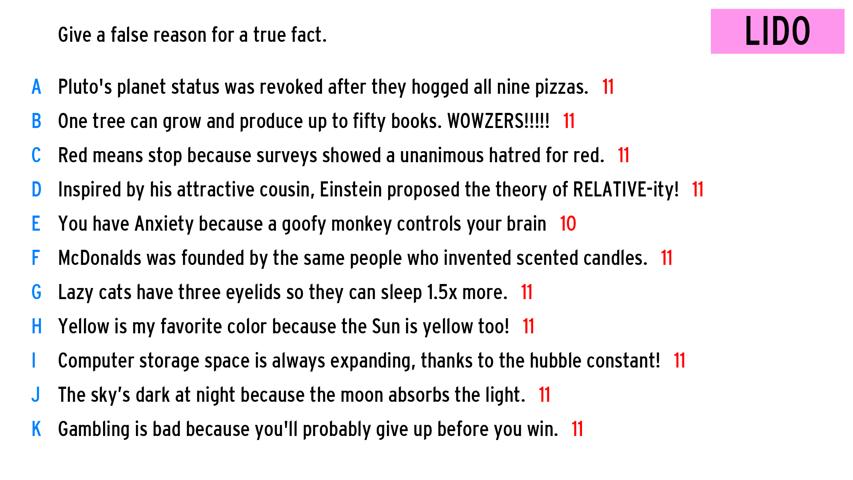 Give a false reason for a true fact.
LIDO
A Pluto's planet status was revoked after they hogged all nine pizzas. 11
B One tree can grow and produce up to fifty books. WOWZERS!!!!! 11
C Red means stop because surveys showed a unanimous hatred for red. 11
D Inspired by his attractive cousin, Einstein proposed the theory of RELATIVE-ity! 11
E You have Anxiety because a goofy monkey controls your brain 10
F McDonalds was founded by the same people who invented scented candles. 11
G Lazy cats have three eyelids so they can sleep 1.5x more. 11
H Yellow is my favorite color because the Sun is yellow too! 11
I Computer storage space is always expanding, thanks to the hubble constant! 11
J The sky’s dark at night because the moon absorbs the light. 11
K Gambling is bad because you'll probably give up before you win. 11